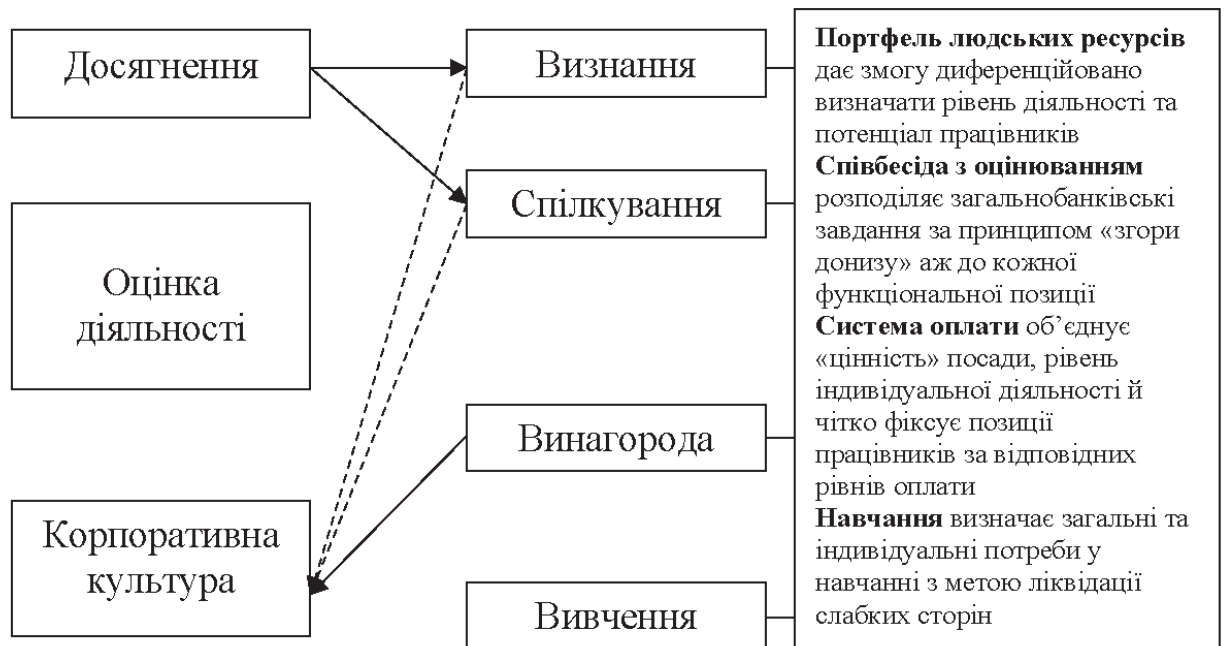 Досягнення
Оцінка
діяльності
Корпоративна
культура
Визнання
Спілкування
Винагорода
Вивчення
Портфель людських ресурсів
дає змогу диференційовано
визначати рівень діяльності та
потенціал працівників
Співбесіда з оцінюванням
розподіляє загальнобанківські
завдання за принципом «згори
донизу» аж до кожної
функціональної позиції
Система оплати об’єднує
«цінність» посади, рівень
індивідуальної діяльності й
чітко фіксує позиції
працівників за відповідних
рівнів оплати
Навчання визначає загальні та
індивідуальні потреби у
навчанні з метою ліквідації
слабких сторін